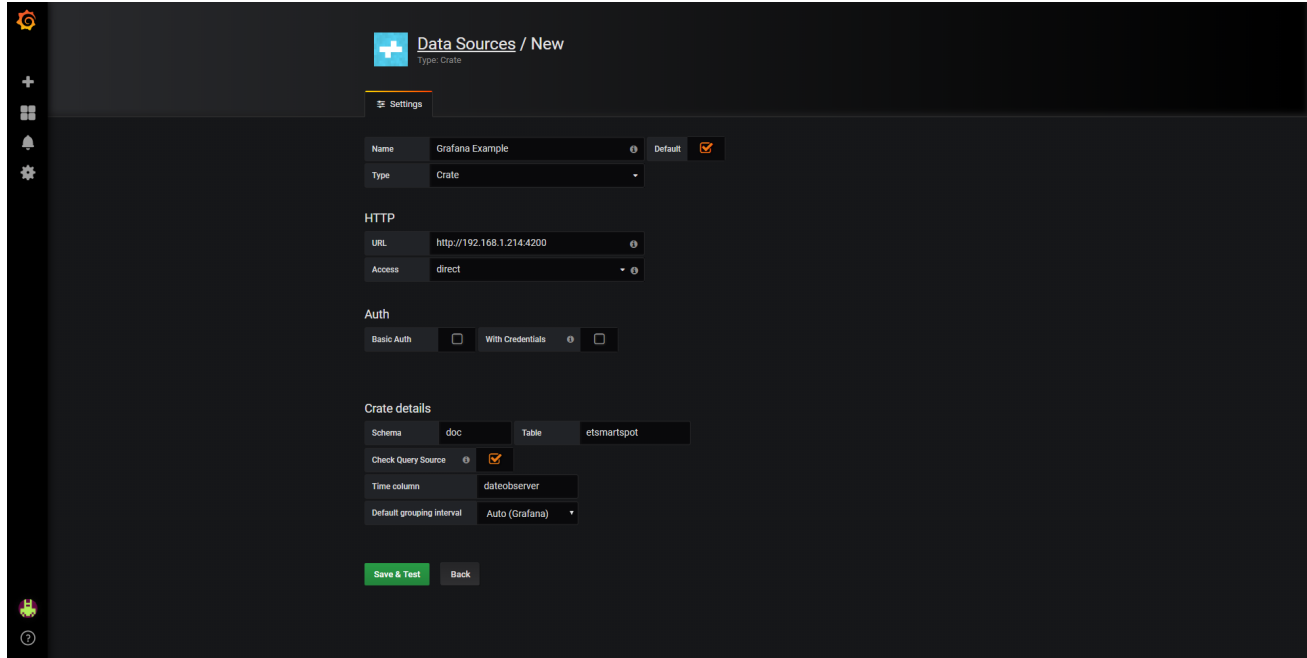 Data Sources / New
Type: Crate
Settings
Name Grafana Example Default
Type Crate
HTTP
URL http://192.168.1.214:4200
Access direct
Auth
Basic Auth With Credentials
Crate details
Schema doc Table etsmartspot
Check Query Source
Time column dateobserver
Default grouping interval Auto (Grafana)
Save & Test Back